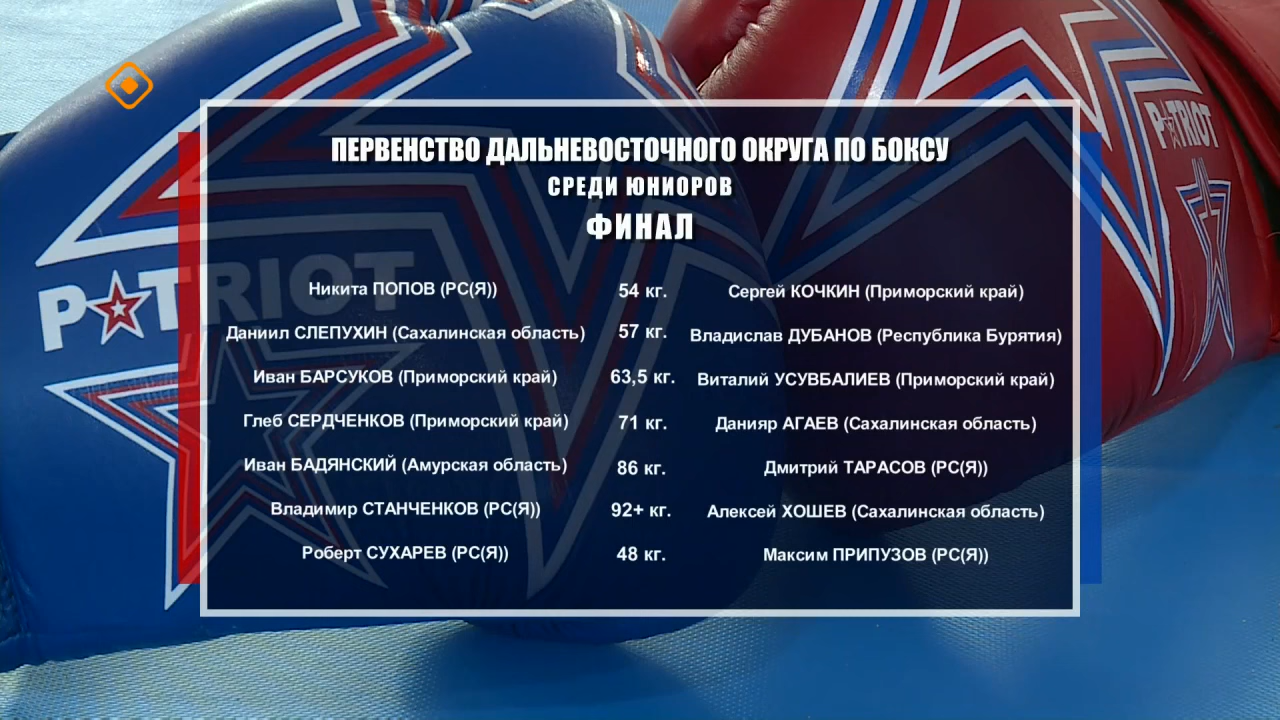 ПЕРВЕНСТВО ДАЛЬНЕВОСТОЧНОГО ОКРУГА ПО БОКСУ
СРЕДИ ЮНИОРОВ
ФИНАЛ
Никита ПОПОВ (РС(Я)) 54 кг. Сергей КОЧКИН (Приморский край)
Даниил СЛЕПУХИН (Сахалинская область) 57 кг. Владислав ДУБАНОВ (Республика Бурятия)
Иван БАРСУКОВ (Приморский край) 63,5 кг. Виталий УСУВБАЛИЕВ (Приморский край)
Глеб СЕРДЧЕНКОВ (Приморский край) 71 кг. Данияр АГАЕВ (Сахалинская область)
Иван БАДЯНСКИЙ (Амурская область) 86 кг. Дмитрий ТАРАСОВ (РС(Я))
Владимир СТАНЧЕНКОВ (РС(Я)) 92+ кг. Алексей ХОШЕВ (Сахалинская область)
Роберт СУХАРЕВ (РС(Я)) 48 кг. Максим ПРИПУЗОВ (РС(Я))
PATRIOT
PATRIOT